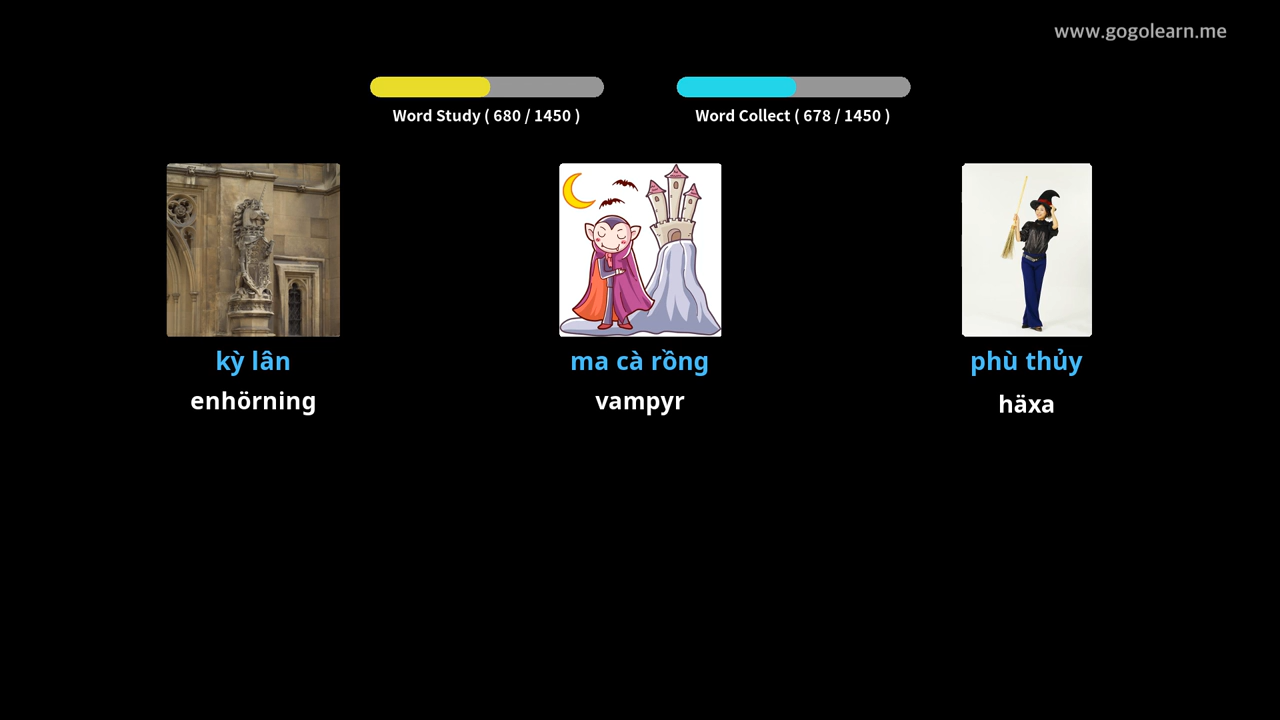 www.gogolearn.me
Word Study ( 680 / 1450 )
Word Collect ( 678 / 1450 )
kỳ lân
enhörning
ma cà rồng
vampyr
phù thủy
häxa